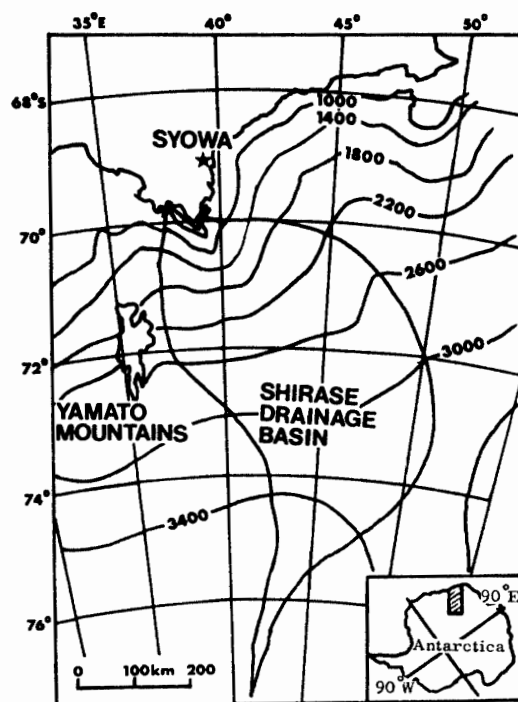 35°E
40°
45°
50°
68°S
1000
SYOWA
1400
1800
2200
70°
2600
3000
72°
YAMATO
MOUNTAINS
SHIRASE
DRAINAGE
BASIN
74°
3400
76°
90°E
Antarctica
90°W
0 100km 200